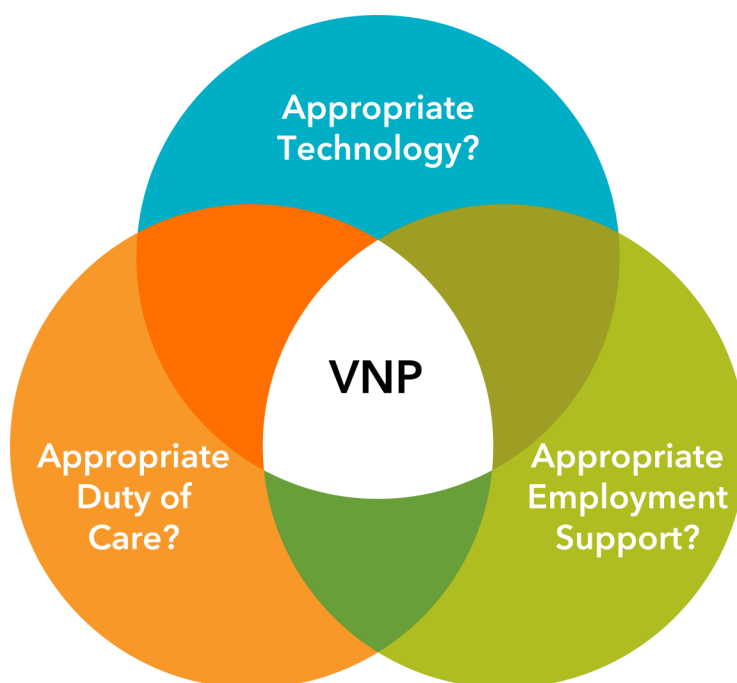 Appropriate
Technology?
VNP
Appropriate
Duty of
Care?
Appropriate
Employment
Support?